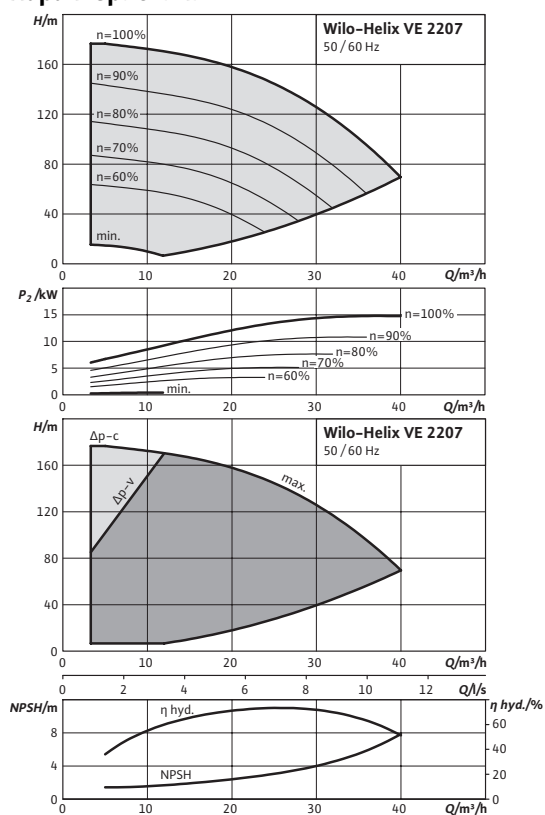 H/m
n=100%
Wilo-Helix VE 2207
50 / 60 Hz
160
n=90%
120
n=80%
80
n=70%
n=60%
40
min.
0
0 10 20 30 40 Q/m³/h
P₂ /kW
15
n=100%
10
n=90%
n=80%
5
n=70%
n=60%
min.
0
0 10 20 30 40 Q/m³/h
H/m
Δp-c
Wilo-Helix VE 2207
50 / 60 Hz
160
max.
Δp-v
120
80
40
0
0 10 20 30 40 Q/m³/h
0 2 4 6 8 10 12 Q/l/s
NPSH/m
η hyd./%
η hyd.
60
8
40
4
NPSH
20
0
0
0 10 20 30 40 Q/m³/h